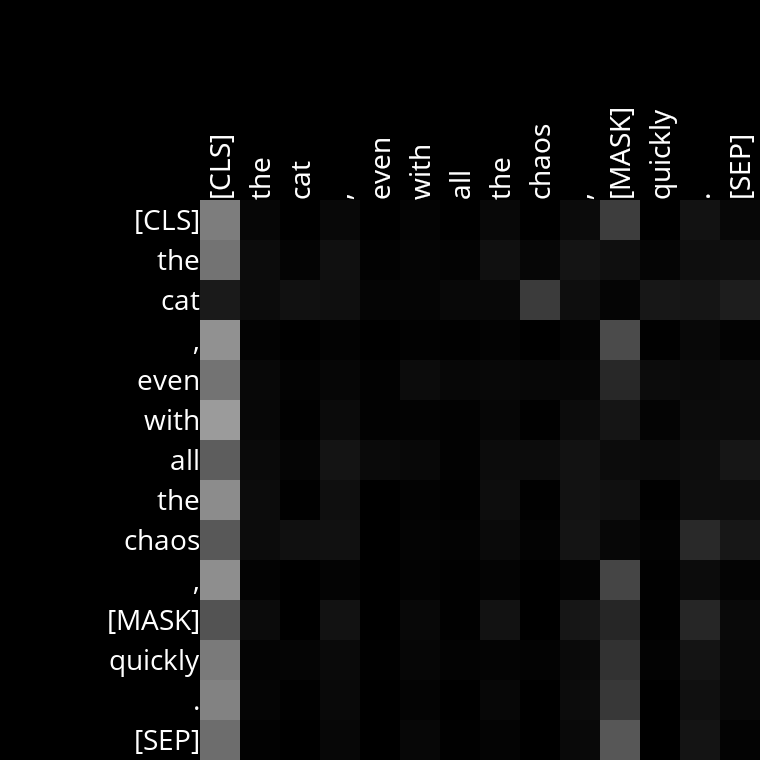 [CLS] the cat , even with all the chaos , [MASK] quickly . [SEP]
[CLS]
the
cat
,
even
with
all
the
chaos
,
[MASK]
quickly
.
[SEP]